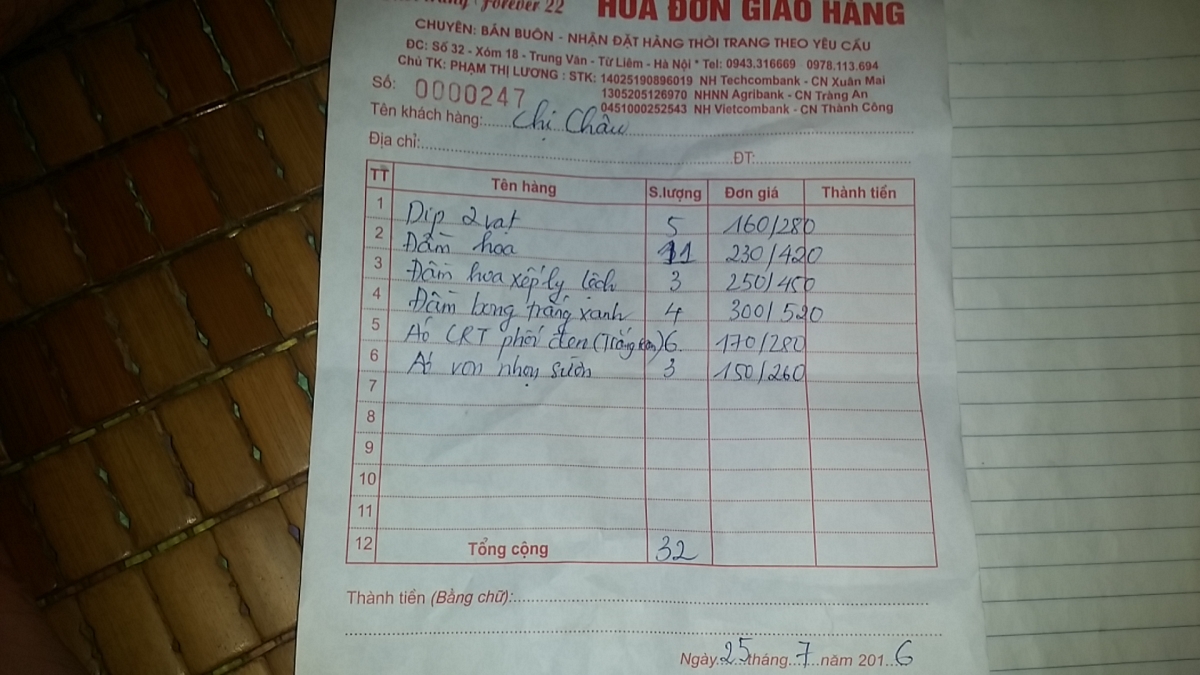 Forever 22 HÓA ĐƠN GIAO HÀNG
CHUYÊN: BÁN BUÔN - NHẬN ĐẶT HÀNG THỜI TRANG THEO YÊU CẦU
ĐC: Số 32 - Xóm 18 - Trung Văn - Từ Liêm - Hà Nội * Tel: 0943.316669 0978.113.694
Chủ TK: PHẠM THỊ LƯƠNG : STK: 14025190896019 NH Techcombank - CN Xuân Mai
1305205126970 NHNN Agribank - CN Tràng An
0451000252543 NH Vietcombank - CN Thành Công
Số: 0000247
Tên khách hàng: Chị Châu
Địa chỉ: ĐT:
TT Tên hàng S.lượng Đơn giá Thành tiền
1 Díp 2 vạt 5 160/280
2 Đầm hoa 11 230/420
3 Đầm hoa xếp ly lệch 3 250/450
4 Đầm trắng xanh 4 300/520
5 Áo CRT phối đen (Trắng 6 170/280
6 Áo von nhọn sườn 3 150/260
7
8
9
10
11
12 Tổng cộng 32
Thành tiền (Bằng chữ):
Ngày 25 tháng 7 năm 2016